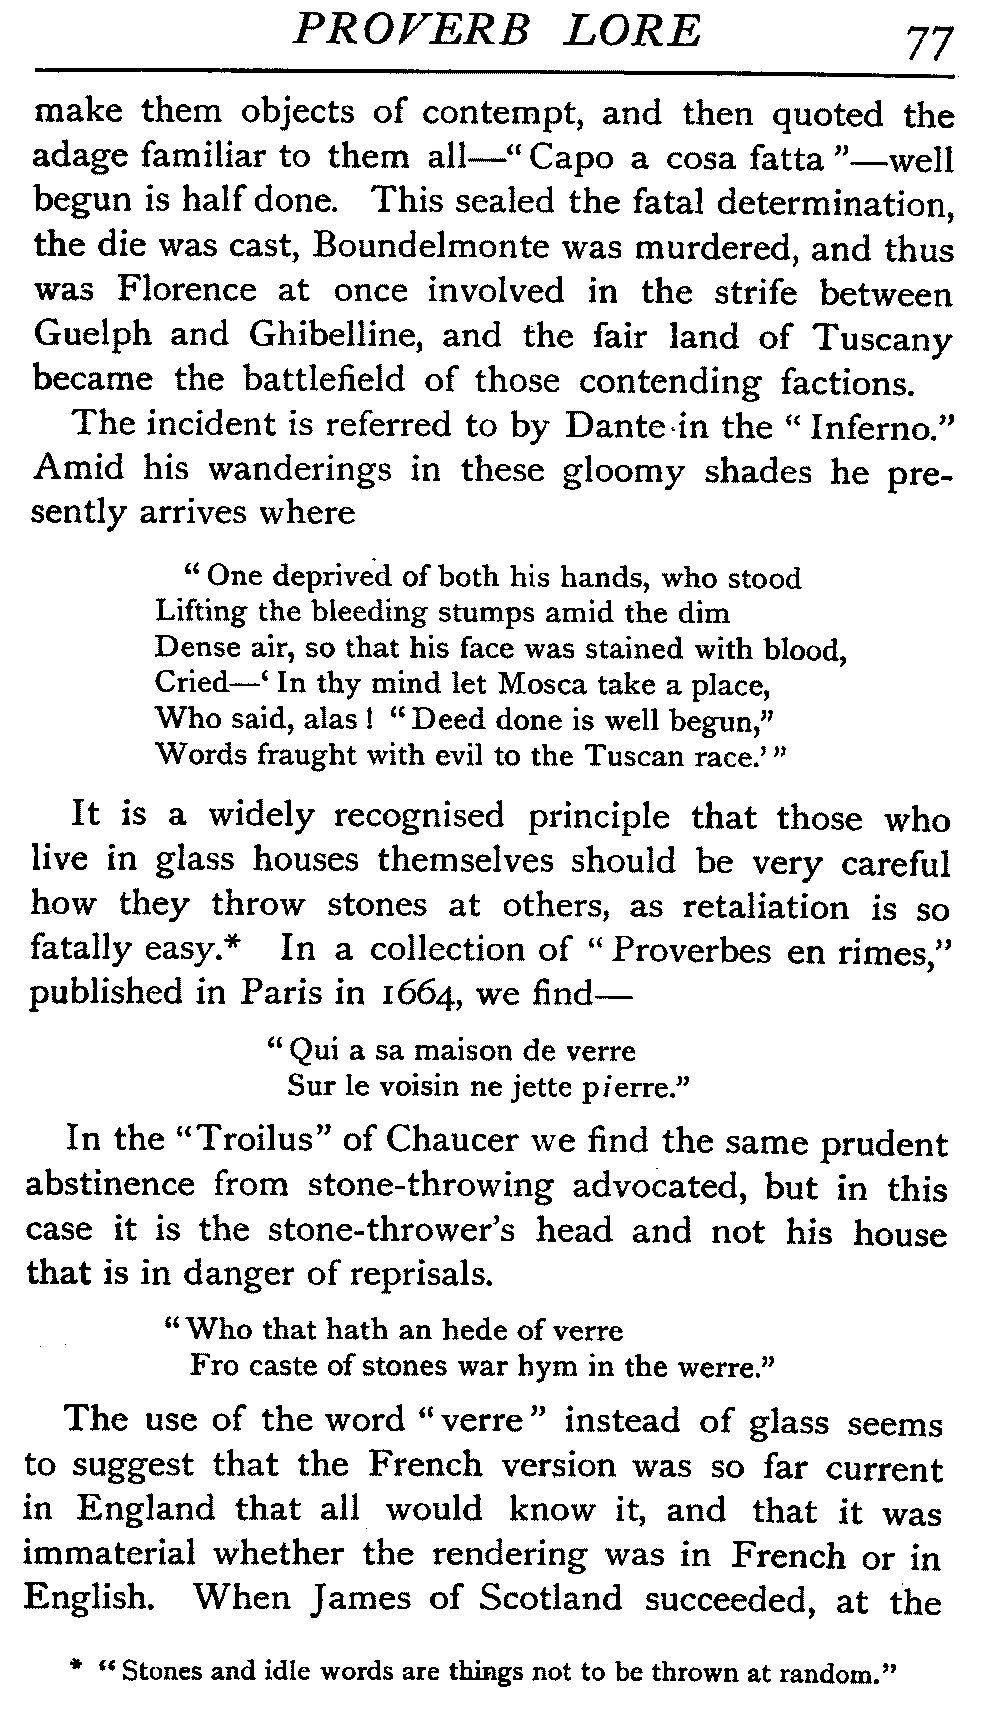 PROVERB LORE 77
make them objects of contempt, and then quoted the
adage familiar to them all—“Capo a cosa fatta”—well
begun is half done. This sealed the fatal determination,
the die was cast, Boundelmonte was murdered, and thus
was Florence at once involved in the strife between
Guelph and Ghibelline, and the fair land of Tuscany
became the battlefield of those contending factions.
The incident is referred to by Dante in the “Inferno.”
Amid his wanderings in these gloomy shades he pre-
sently arrives where
“One deprived of both his hands, who stood
Lifting the bleeding stumps amid the dim
Dense air, so that his face was stained with blood,
Cried—‘In thy mind let Mosca take a place,
Who said, alas! “Deed done is well begun,”
Words fraught with evil to the Tuscan race.’”
It is a widely recognised principle that those who
live in glass houses themselves should be very careful
how they throw stones at others, as retaliation is so
fatally easy.* In a collection of “Proverbes en rimes,”
published in Paris in 1664, we find—
“Qui a sa maison de verre
Sur le voisin ne jette pierre.”
In the “Troilus” of Chaucer we find the same prudent
abstinence from stone-throwing advocated, but in this
case it is the stone-thrower’s head and not his house
that is in danger of reprisals.
“Who that hath an hede of verre
Fro caste of stones war hym in the werre.”
The use of the word “verre” instead of glass seems
to suggest that the French version was so far current
in England that all would know it, and that it was
immaterial whether the rendering was in French or in
English. When James of Scotland succeeded, at the
* “Stones and idle words are things not to be thrown at random.”